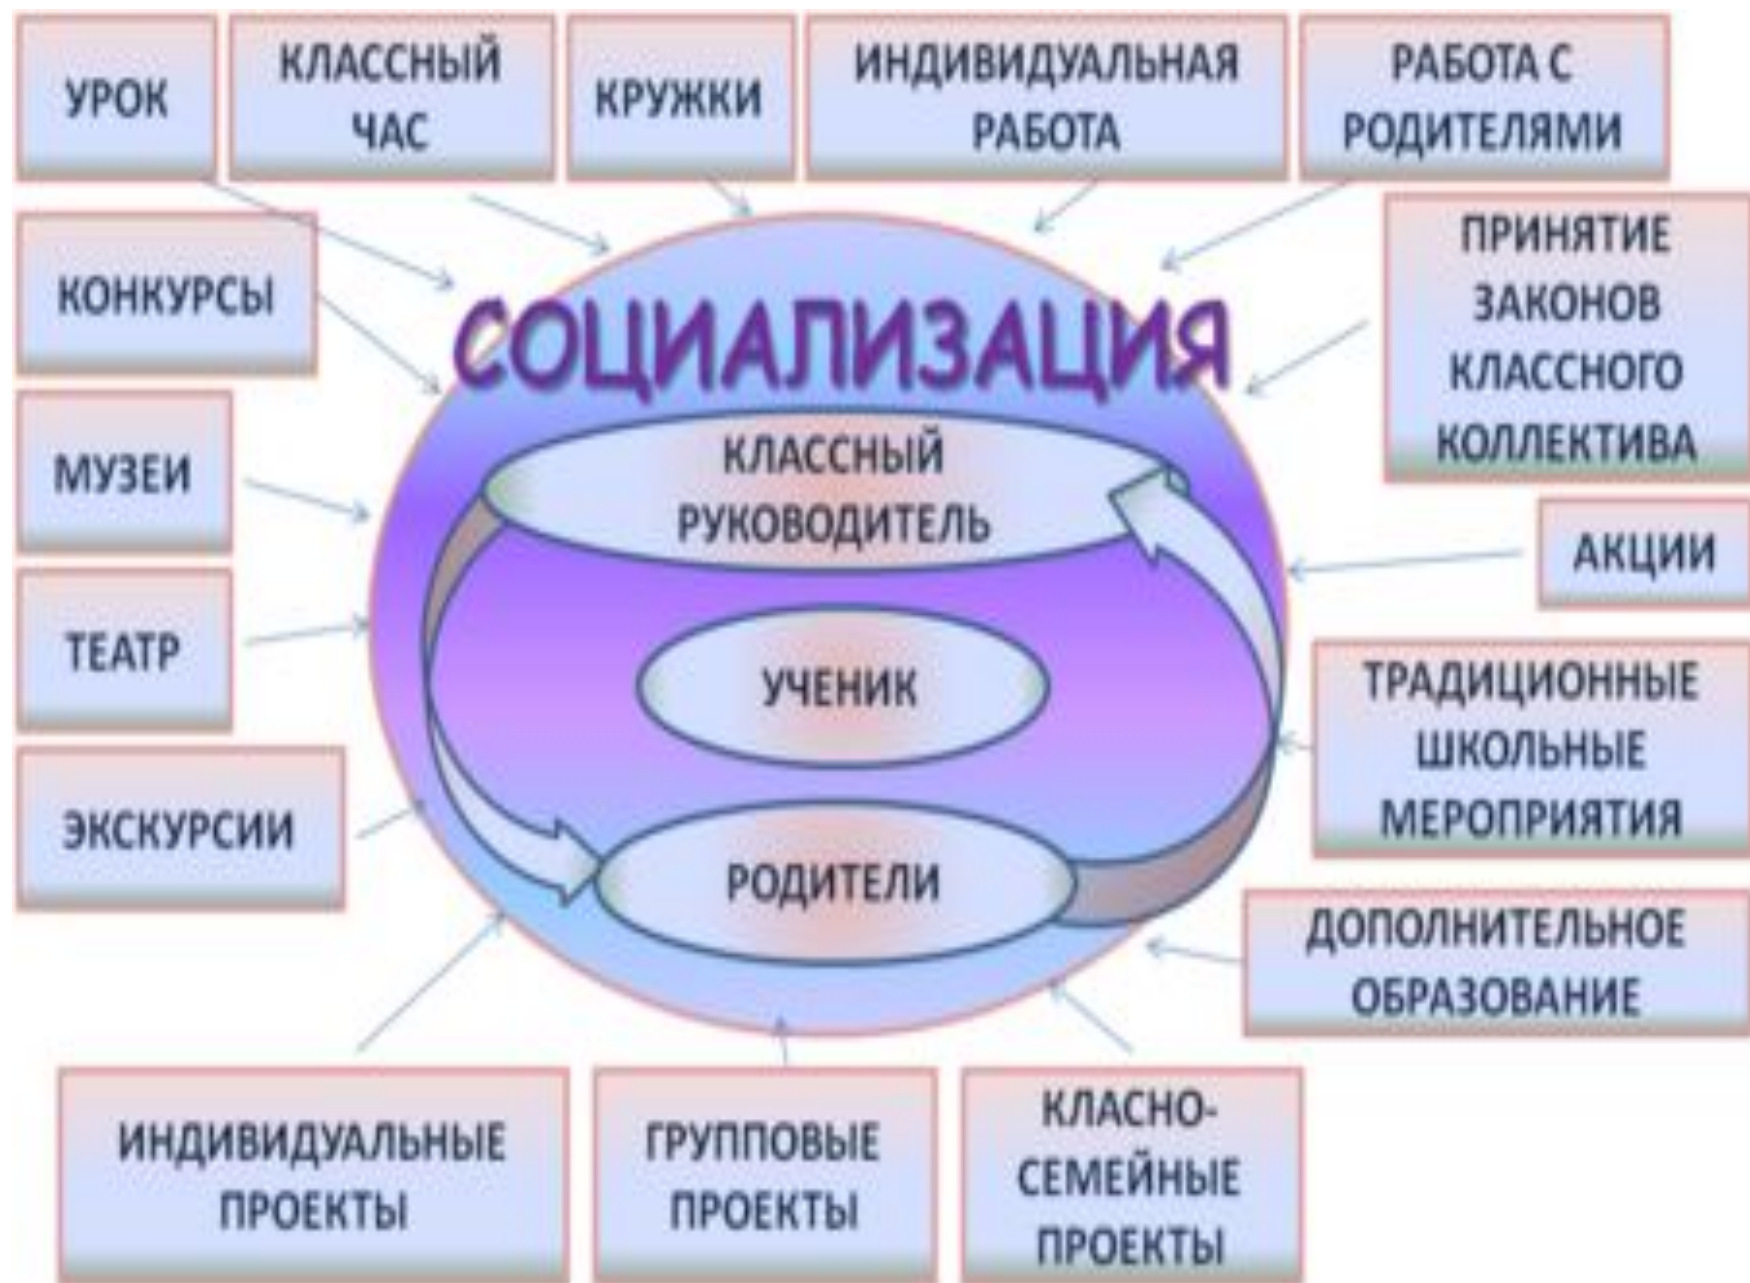 УРОК
КЛАССНЫЙ
ЧАС
КРУЖКИ
ИНДИВИДУАЛЬНАЯ
РАБОТА
РАБОТА С
РОДИТЕЛЯМИ
КОНКУРСЫ
ПРИНЯТИЕ
ЗАКОНОВ
КЛАССНОГО
КОЛЛЕКТИВА
СОЦИАЛИЗАЦИЯ
МУЗЕИ
КЛАССНЫЙ
РУКОВОДИТЕЛЬ
АКЦИИ
ТЕАТР
УЧЕНИК
ТРАДИЦИОННЫЕ
ШКОЛЬНЫЕ
МЕРОПРИЯТИЯ
ЭКСКУРСИИ
РОДИТЕЛИ
ДОПОЛНИТЕЛЬНОЕ
ОБРАЗОВАНИЕ
ИНДИВИДУАЛЬНЫЕ
ПРОЕКТЫ
ГРУППОВЫЕ
ПРОЕКТЫ
КЛАСНО-
СЕМЕЙНЫЕ
ПРОЕКТЫ